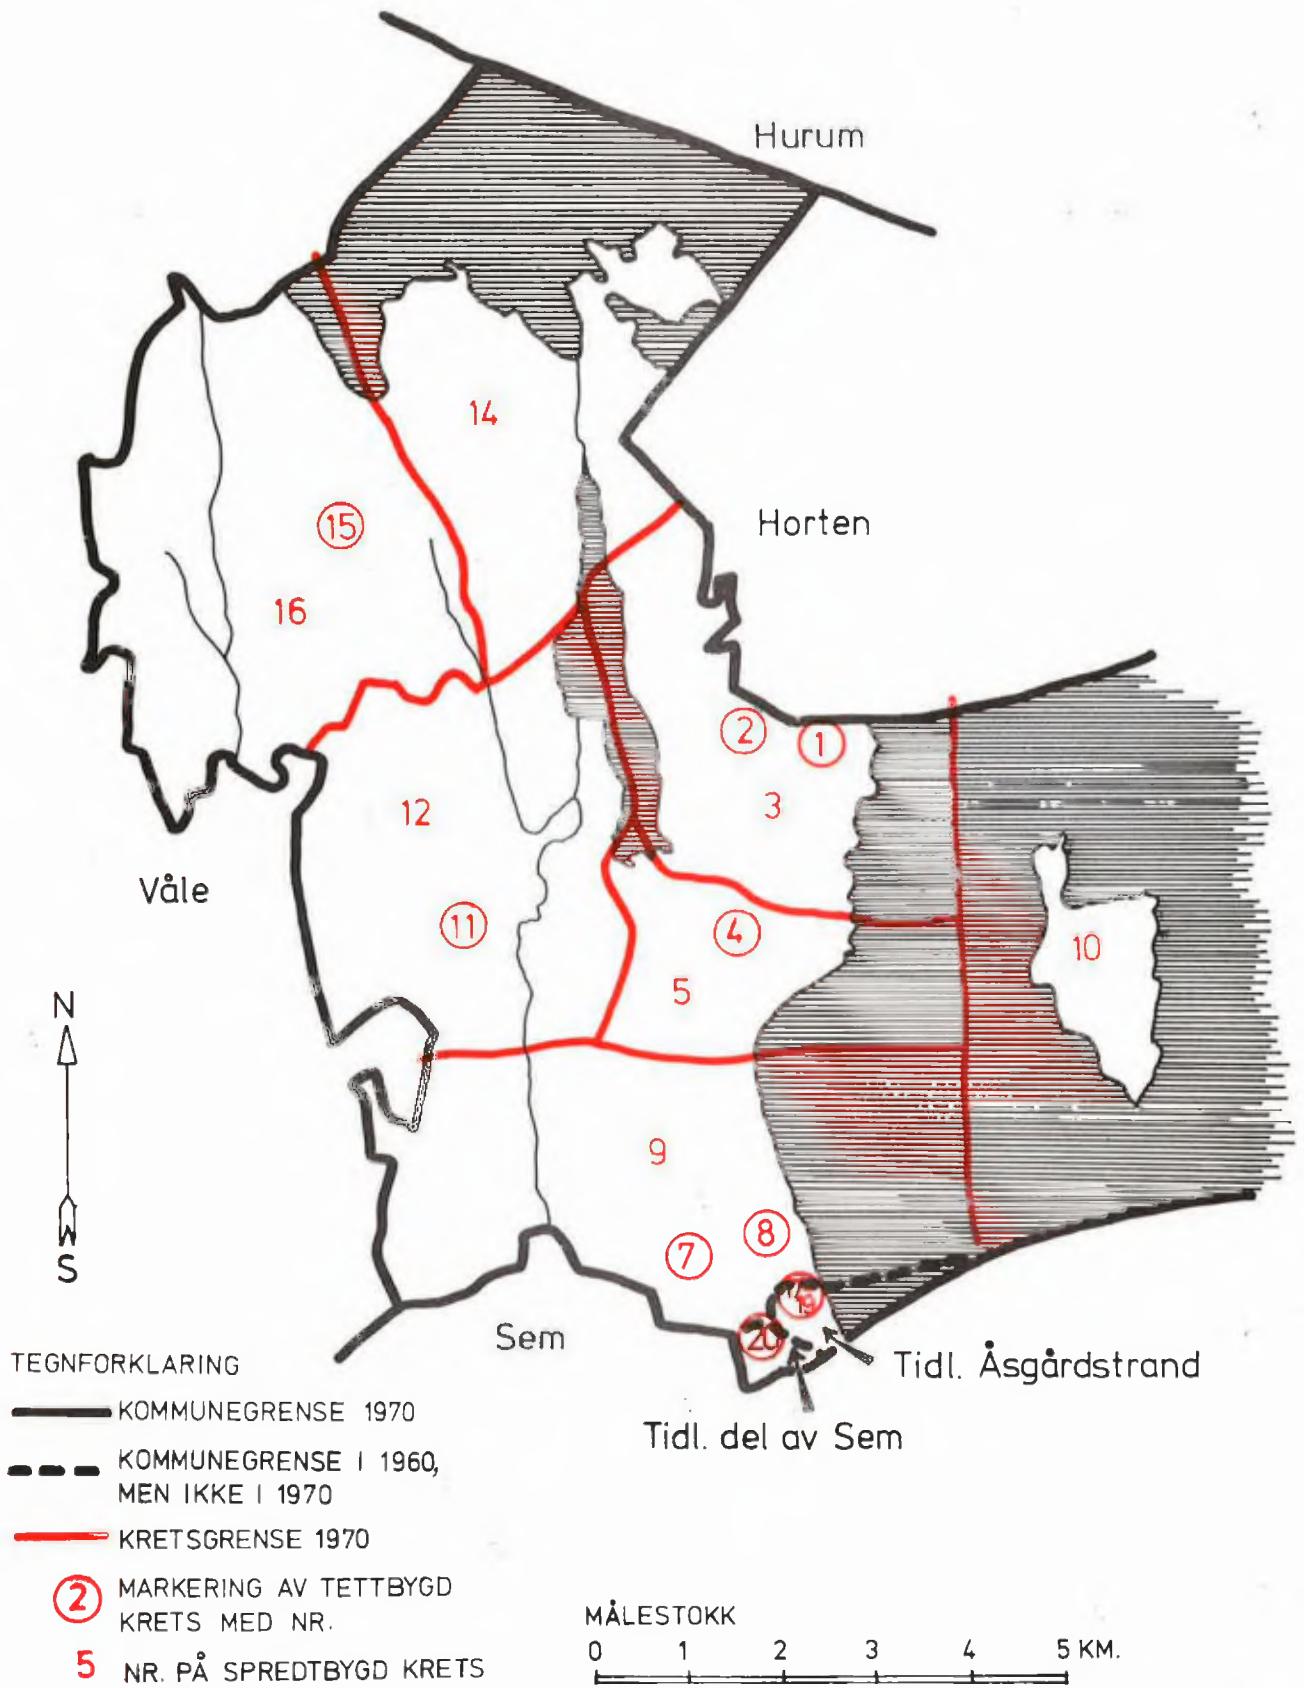 Hurum
14
Horten
15
16
2
1
3
12
Våle
11
4
10
5
N
S
9
8
7
17
19
20
Sem
Tidl. Åsgårdstrand
Tidl. del av Sem
TEGNFORKLARING
KOMMUNEGRENSE 1970
KOMMUNEGRENSE I 1960,
MEN IKKE I 1970
KRETSGRENSE 1970
2 MARKERING AV TETTBYGD
KRETS MED NR.
5 NR. PÅ SPREDTBYGD KRETS
MÅLESTOKK
0 1 2 3 4 5 KM.